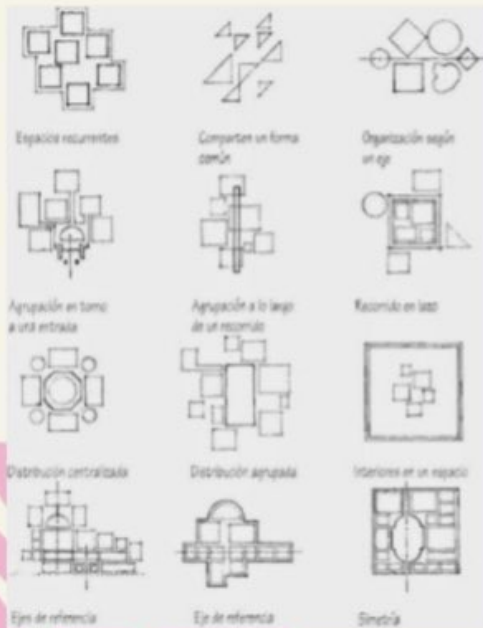 Espacios recurrentes
Comparten un forma
común
Organización según
un eje
Agrupación en torno
a una entrada
Agrupación a lo largo
de un recorrido
Recorrido en lazo
Distribución centralizada
Distribución agrupada
Interiores en un espacio
Ejes de referencia
Eje de referencia
Simetría